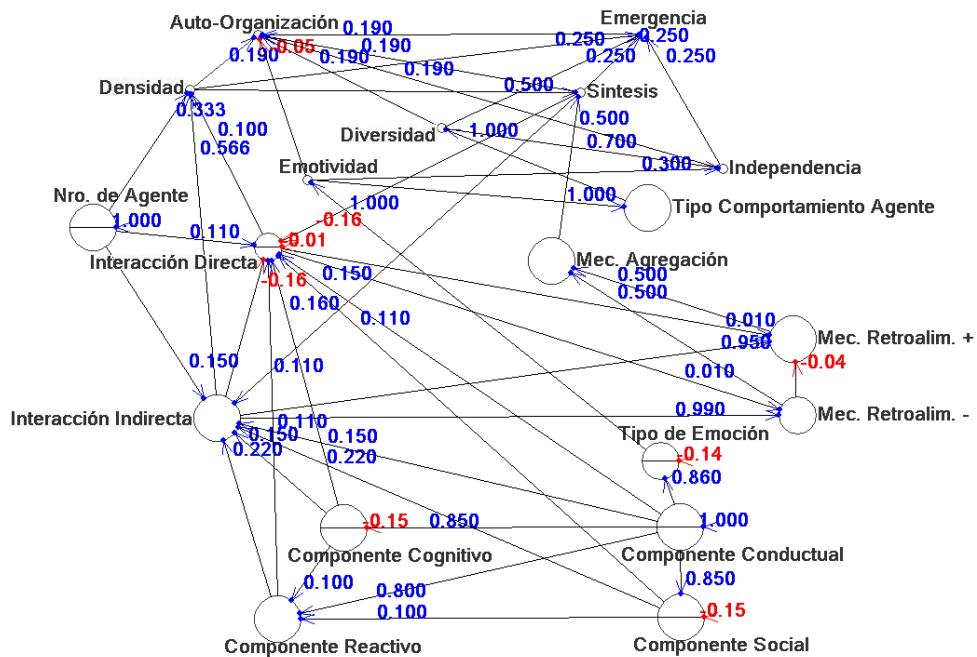 Auto-Organización
Emergencia
0.190
-0.05
0.190
0.250
0.250
0.190
0.190
0.250
0.250
0.190
Densidad
0.500
Síntesis
0.333
0.500
0.100
Diversidad
1.000
0.566
0.700
Emotividad
0.300
Independencia
Nro. de Agente
1.000
1.000
Tipo Comportamiento Agente
1.000
-0.16
0.110
-0.01
Interacción Directa
0.150
Mec. Agregación
-0.16
0.500
0.500
0.160
0.110
0.010
Mec. Retroalim. +
0.950
0.150
0.110
0.010
-0.04
Interacción Indirecta
0.110
0.990
Mec. Retroalim. -
0.150
0.150
Tipo de Emoción
0.220
0.220
-0.14
0.860
-0.15
0.850
1.000
Componente Cognitivo
Componente Conductual
0.100
0.800
0.850
0.100
-0.15
Componente Reactivo
Componente Social